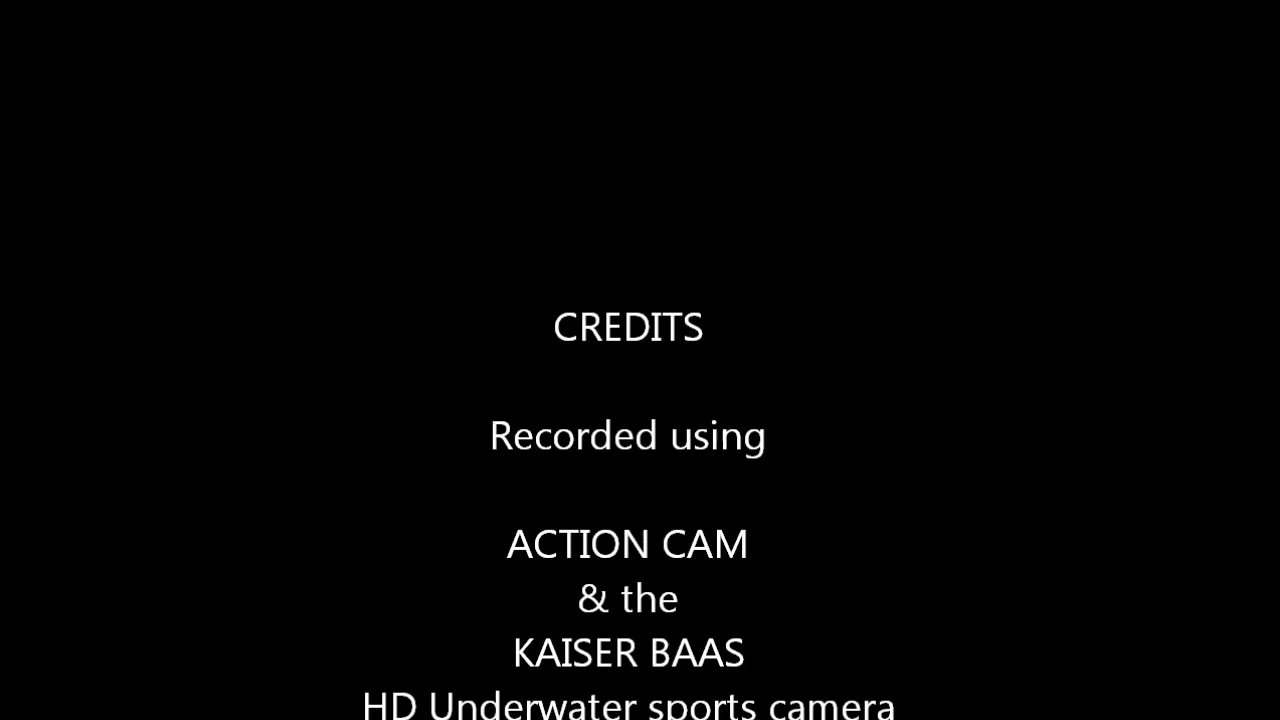 CREDITS
Recorded using
ACTION CAM
& the
KAISER BAAS
HD Underwater sports camera